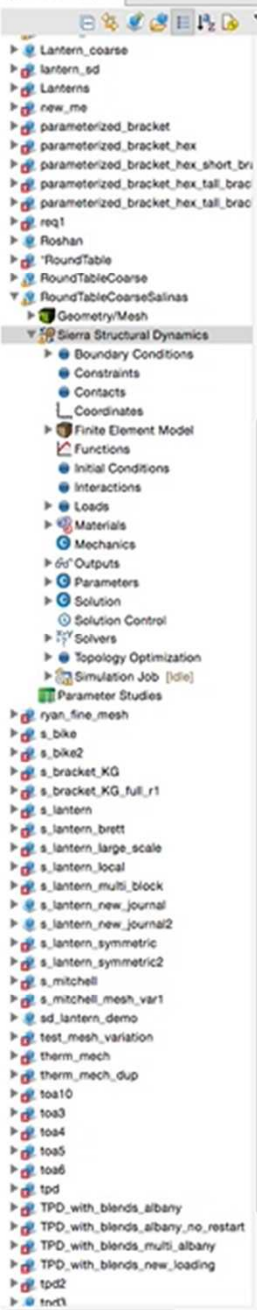 Lantern_coarse
lantern_sd
Lanterns
new_me
parameterized_bracket
parameterized_bracket_hex
parameterized_bracket_hex_short_bra
parameterized_bracket_hex_tall_brac
parameterized_bracket_hex_tall_brac
req1
Roshan
*RoundTable
RoundTableCoarse
RoundTableCoarseSalinas
Geometry/Mesh
Sierra Structural Dynamics
Boundary Conditions
Constraints
Contacts
Coordinates
Finite Element Model
Functions
Initial Conditions
Interactions
Loads
Materials
Mechanics
Outputs
Parameters
Solution
Solution Control
Solvers
Topology Optimization
Simulation Job [Idle]
Parameter Studies
ryan_fine_mesh
s_bike
s_bike2
s_bracket_KG
s_bracket_KG_full_r1
s_lantern
s_lantern_brett
s_lantern_large_scale
s_lantern_local
s_lantern_multi_block
s_lantern_new_journal
s_lantern_new_journal2
s_lantern_symmetric
s_lantern_symmetric2
s_mitchell
s_mitchell_mesh_var1
sd_lantern_demo
test_mesh_variation
therm_mech
therm_mech_dup
toa10
toa3
toa4
toa5
toa6
tpd
TPD_with_blends_albany
TPD_with_blends_albany_no_restart
TPD_with_blends_multi_albany
TPD_with_blends_new_loading
tpd2
tpd3